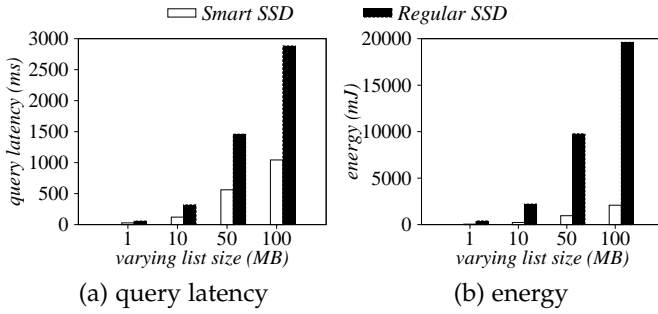 Smart SSD Regular SSD
3000
2500
2000
1500
1000
500
0
query latency (ms)
1 10 50 100
varying list size (MB)
(a) query latency
20000
15000
10000
5000
0
energy (mJ)
1 10 50 100
varying list size (MB)
(b) energy